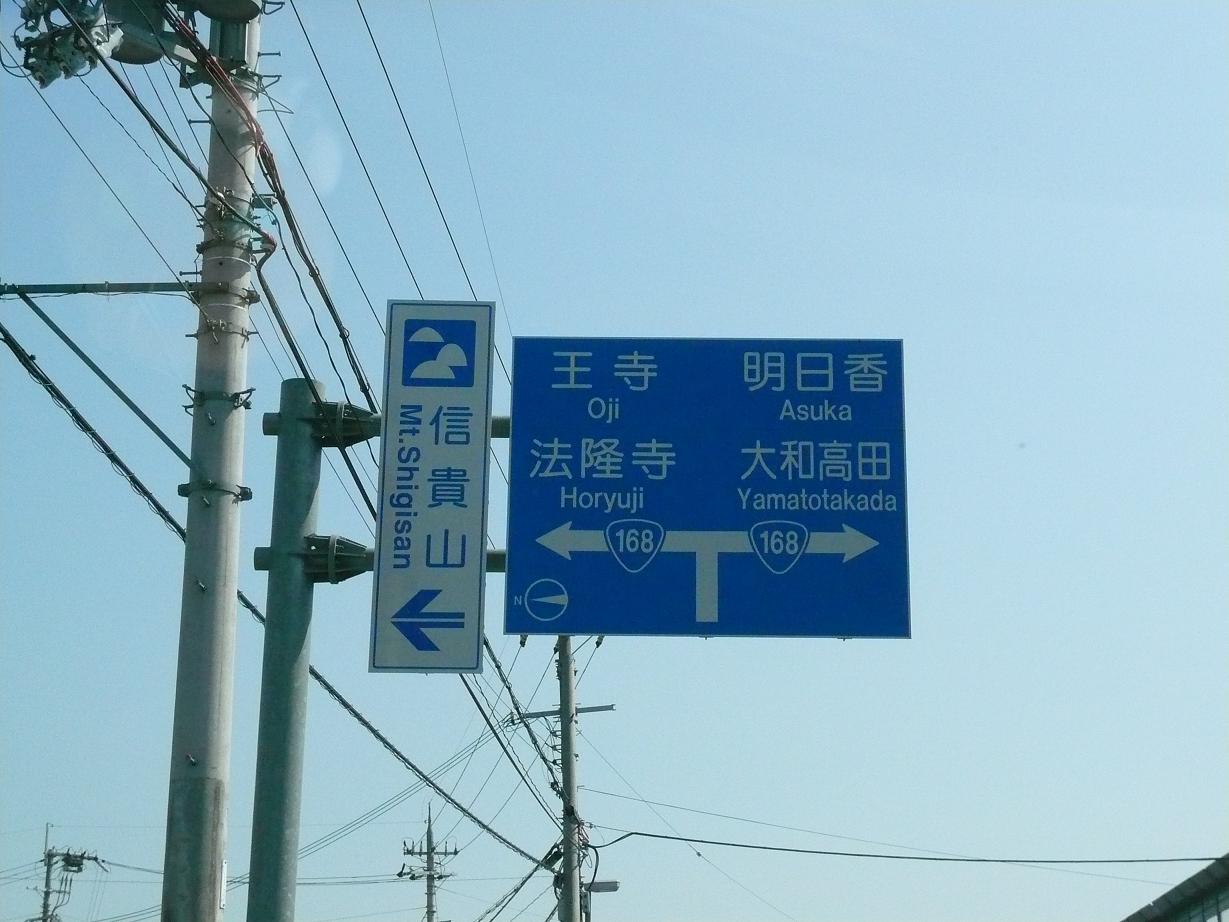 信貴山
Mt.Shigisan
王寺
Oji
法隆寺
Horyuji
明日香
Asuka
大和高田
Yamatotakada
168
168
N